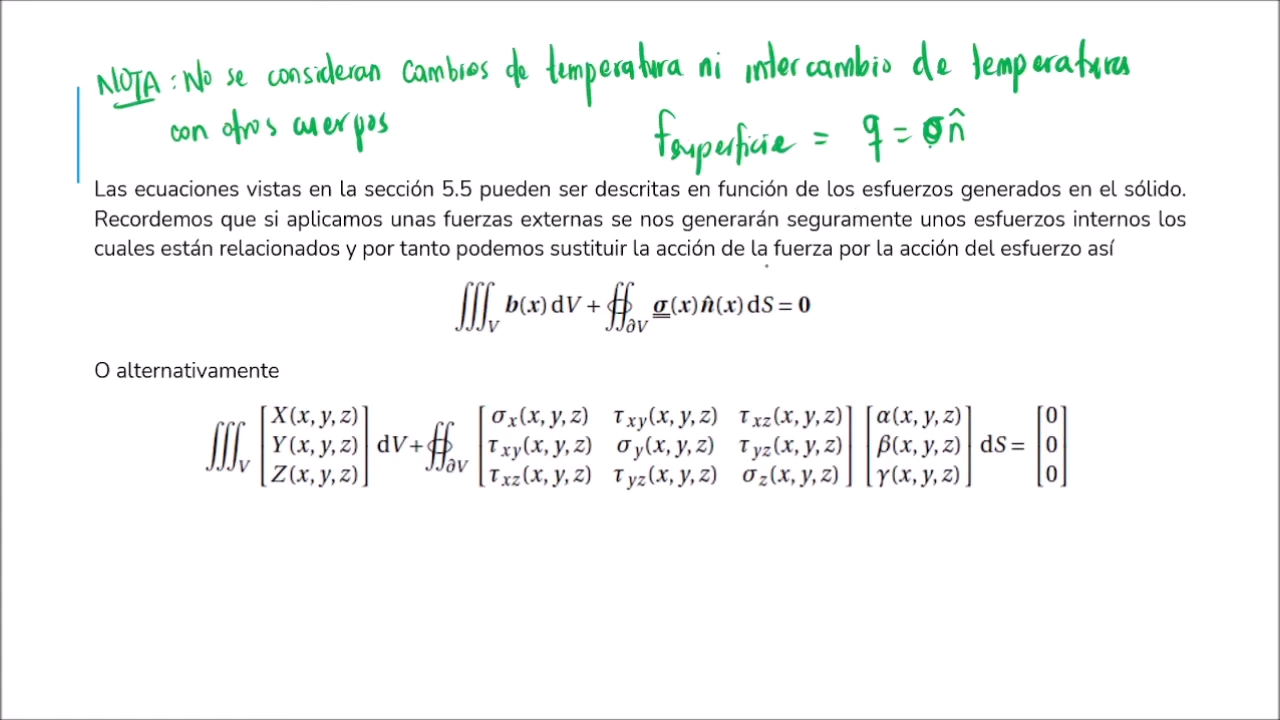 NOTA: No se consideran cambios de temperatura ni intercambio de temperatura
con otros cuerpos
fsuperficie = q = σn̂
Las ecuaciones vistas en la sección 5.5 pueden ser descritas en función de los esfuerzos generados en el sólido.
Recordemos que si aplicamos unas fuerzas externas se nos generarán seguramente unos esfuerzos internos los
cuales están relacionados y por tanto podemos sustituir la acción de la fuerza por la acción del esfuerzo así
∭_V b(x) dV + ∯_∂V σ(x)n̂(x) dS = 0
O alternativamente
∭_V [X(x, y, z) Y(x, y, z) Z(x, y, z)] dV + ∯_∂V [σx(x, y, z) τxy(x, y, z) τxz(x, y, z) τxy(x, y, z) σy(x, y, z) τyz(x, y, z) τxz(x, y, z) τyz(x, y, z) σz(x, y, z)] [α(x, y, z) β(x, y, z) γ(x, y, z)] dS = [0 0 0]